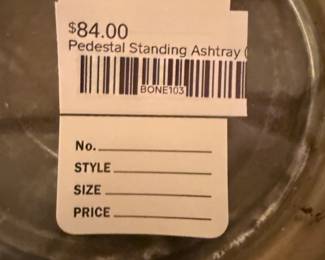 $84.00
Pedestal Standing Ashtray (
BONE103
No.
STYLE
SIZE
PRICE